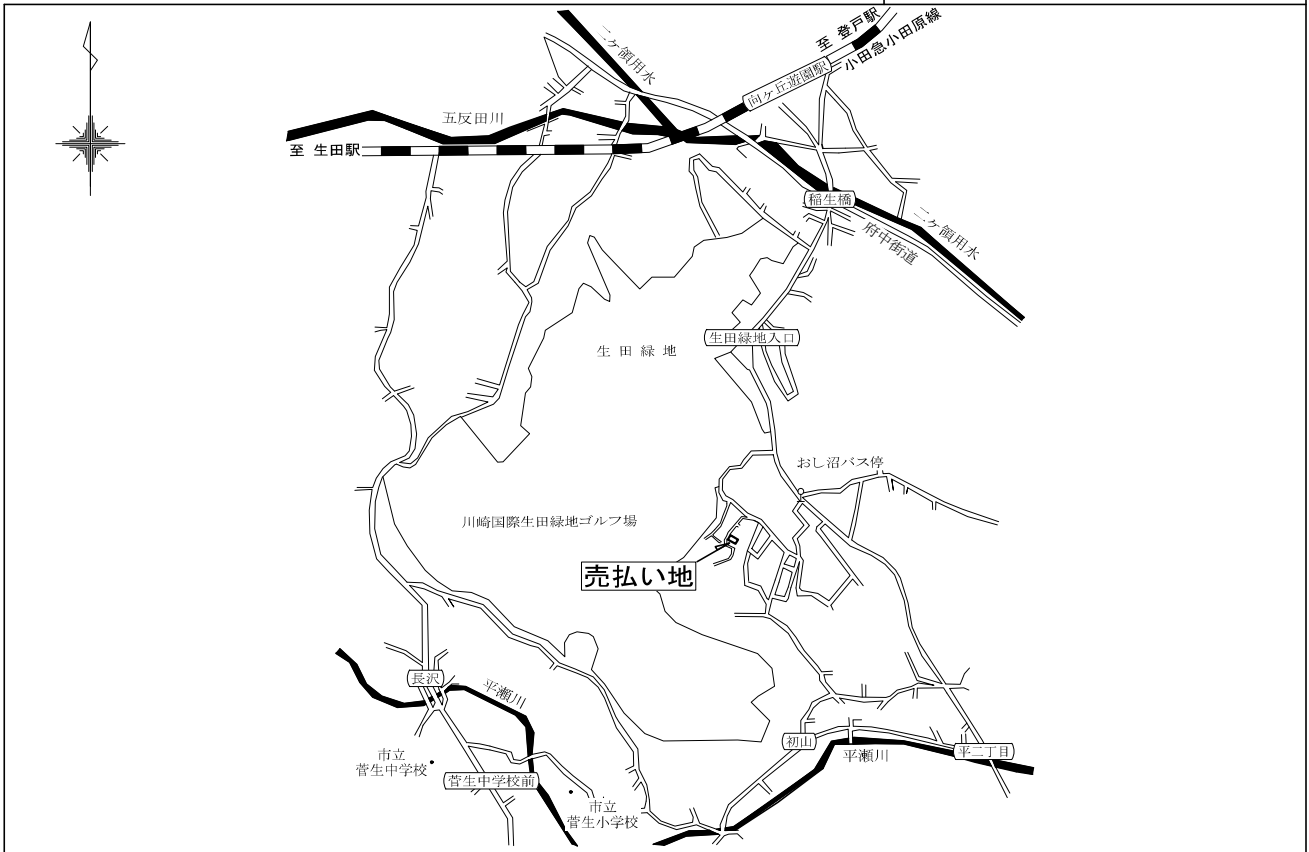 至 登戸駅
小田急小田原線
二ヶ領用水
向ヶ丘遊園駅
五反田川
至 生田駅
稲生橋
二ヶ領用水
府中街道
生田緑地入口
生 田 緑 地
おし沼バス停
川崎国際生田緑地ゴルフ場
売払い地
長沢
平瀬川
初山
平二丁目
平瀬川
市立
菅生中学校
菅生中学校前
市立
菅生小学校